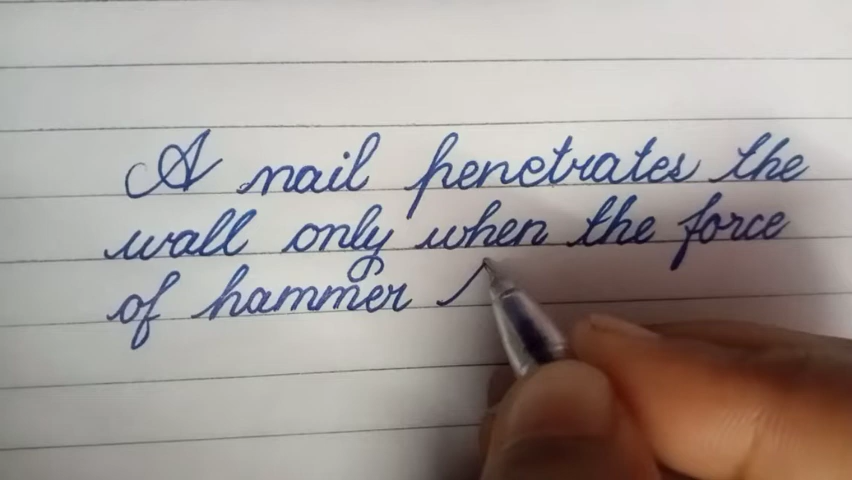 A nail penetrates the
wall only when the force
of hammer